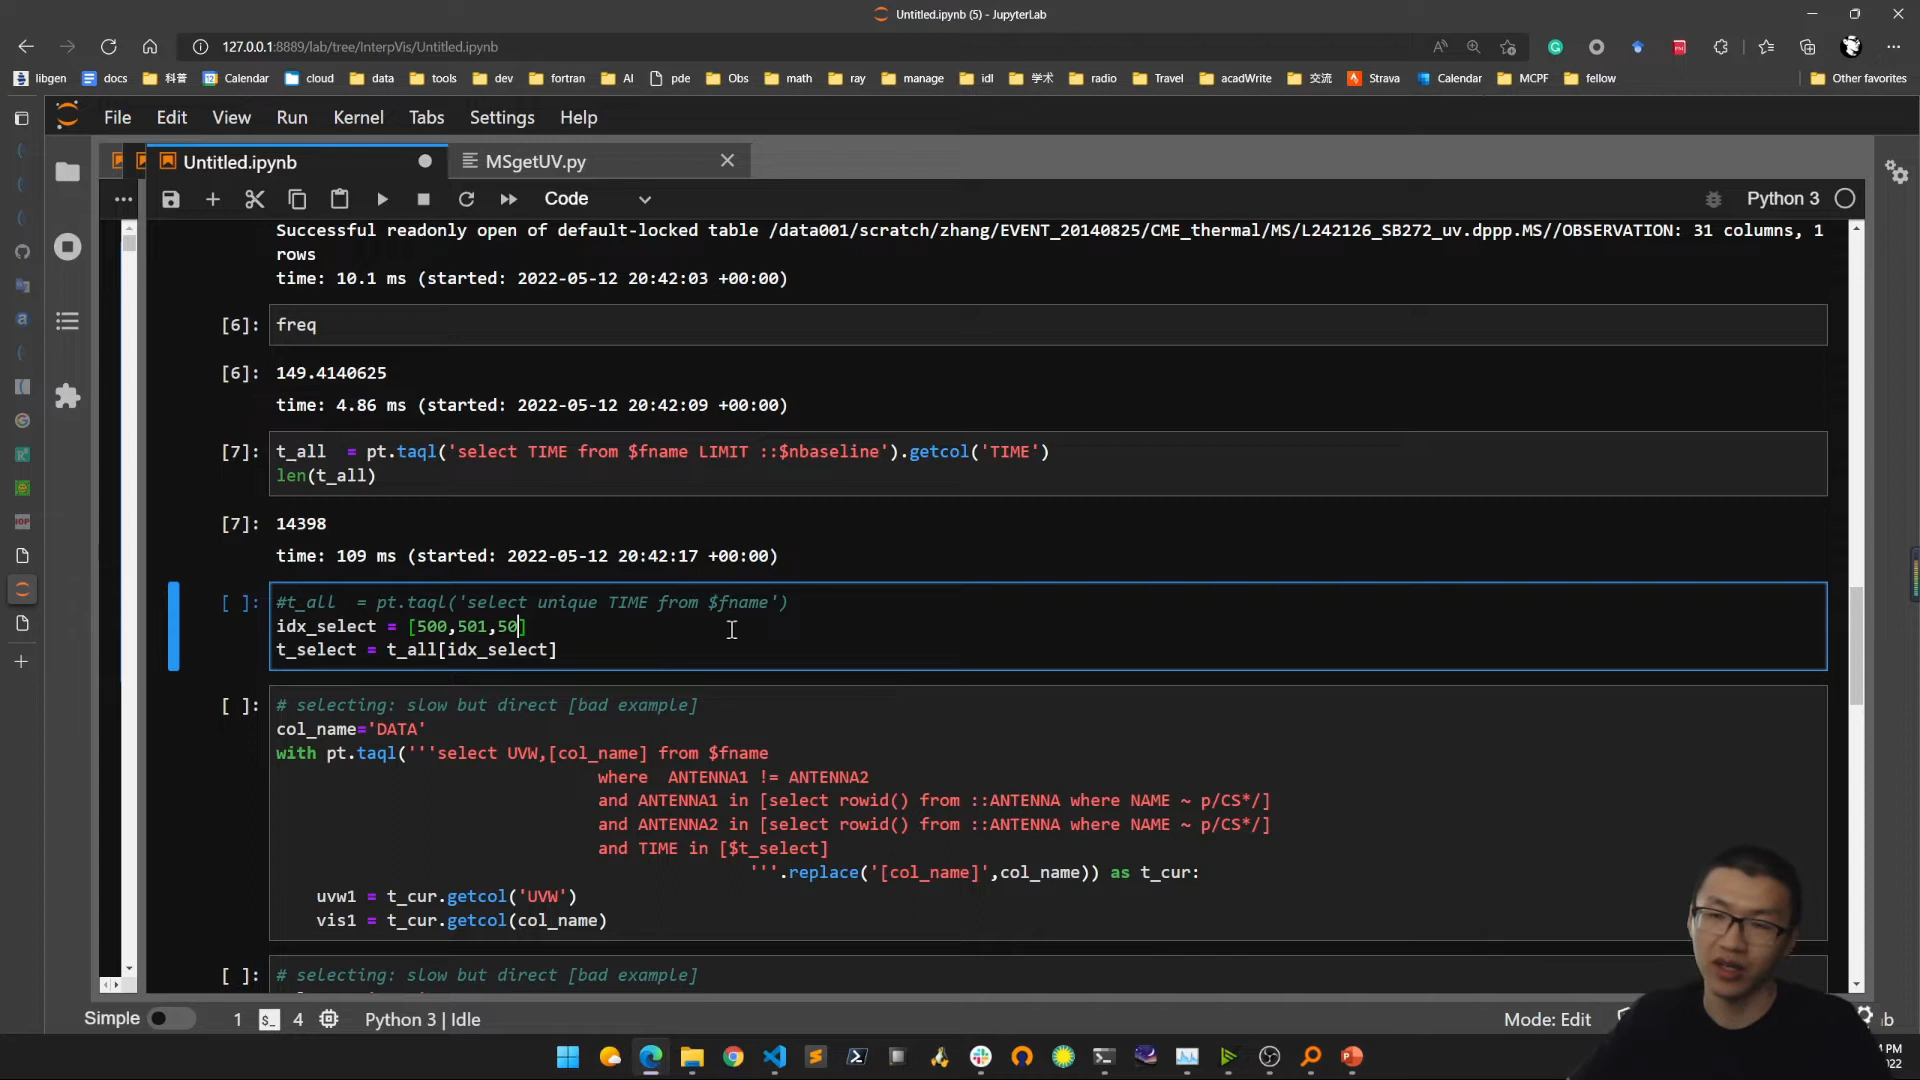 Untitled.ipynb (5) - JupyterLab
127.0.0.1:8889/lab/tree/InterpVis/Untitled.ipynb
libgen docs 科普 Calendar cloud data tools dev fortran AI pde Obs math ray manage idl 学术 radio Travel acadWrite 交流 Strava Calendar MCPF fellow Other favorites
File Edit View Run Kernel Tabs Settings Help
Untitled.ipynb MSgetUV.py
Code Python 3
Successful readonly open of default-locked table /data001/scratch/zhang/EVENT_20140825/CME_thermal/MS/L242126_SB272_uv.dppp.MS//OBSERVATION: 31 columns, 1
rows
time: 10.1 ms (started: 2022-05-12 20:42:03 +00:00)
[6]: freq
[6]: 149.4140625
time: 4.86 ms (started: 2022-05-12 20:42:09 +00:00)
[7]: t_all  = pt.taql('select TIME from $fname LIMIT ::$nbaseline').getcol('TIME')
len(t_all)
[7]: 14398
time: 109 ms (started: 2022-05-12 20:42:17 +00:00)
[ ]: #t_all  = pt.taql('select unique TIME from $fname')
idx_select = [500,501,50]
t_select = t_all[idx_select]
[ ]: # selecting: slow but direct [bad example]
col_name='DATA'
with pt.taql('''select UVW,[col_name] from $fname
where  ANTENNA1 != ANTENNA2
and ANTENNA1 in [select rowid() from ::ANTENNA where NAME ~ p/CS*/]
and ANTENNA2 in [select rowid() from ::ANTENNA where NAME ~ p/CS*/]
and TIME in [$t_select]
'''.replace('[col_name]',col_name)) as t_cur:
uvw1 = t_cur.getcol('UVW')
vis1 = t_cur.getcol(col_name)
[ ]: # selecting: slow but direct [bad example]
Simple 1 4 Python 3 | Idle Mode: Edit
PM